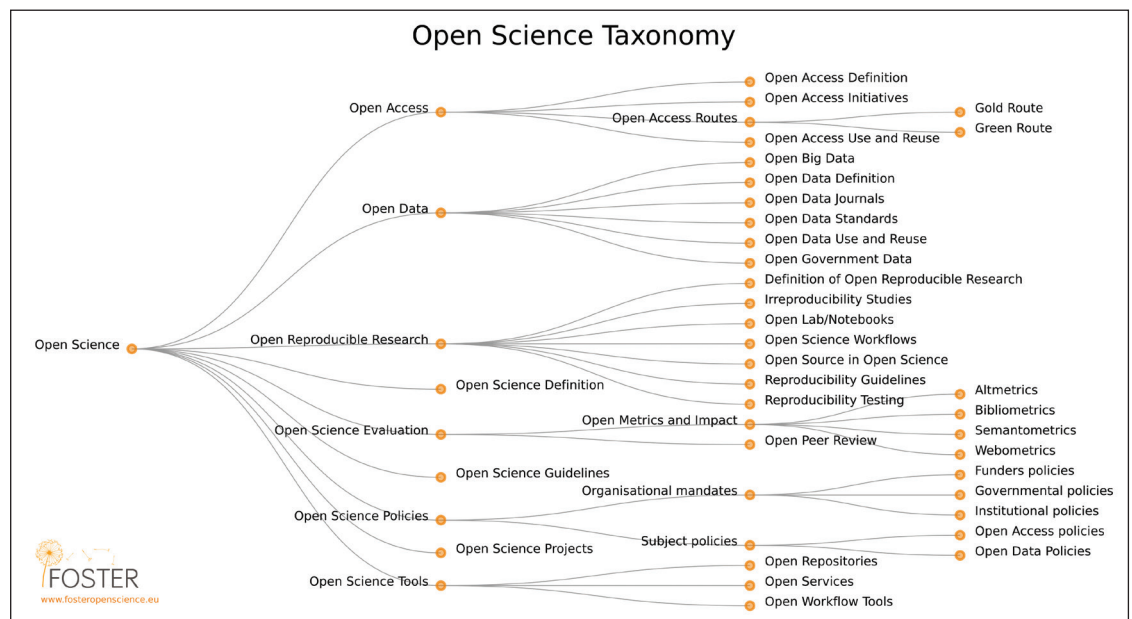 Open Science Taxonomy
Open Science
Open Access
Open Access Definition
Open Access Initiatives
Open Access Routes
Gold Route
Green Route
Open Access Use and Reuse
Open Data
Open Big Data
Open Data Definition
Open Data Journals
Open Data Standards
Open Data Use and Reuse
Open Government Data
Open Reproducible Research
Definition of Open Reproducible Research
Irreproducibility Studies
Open Lab/Notebooks
Open Science Workflows
Open Source in Open Science
Reproducibility Guidelines
Reproducibility Testing
Open Science Definition
Open Science Evaluation
Open Metrics and Impact
Altmetrics
Bibliometrics
Semantometrics
Webometrics
Open Peer Review
Open Science Guidelines
Open Science Policies
Organisational mandates
Funders policies
Governmental policies
Institutional policies
Subject policies
Open Access policies
Open Data Policies
Open Science Projects
Open Science Tools
Open Repositories
Open Services
Open Workflow Tools
FOSTER
www.fosteropenscience.eu